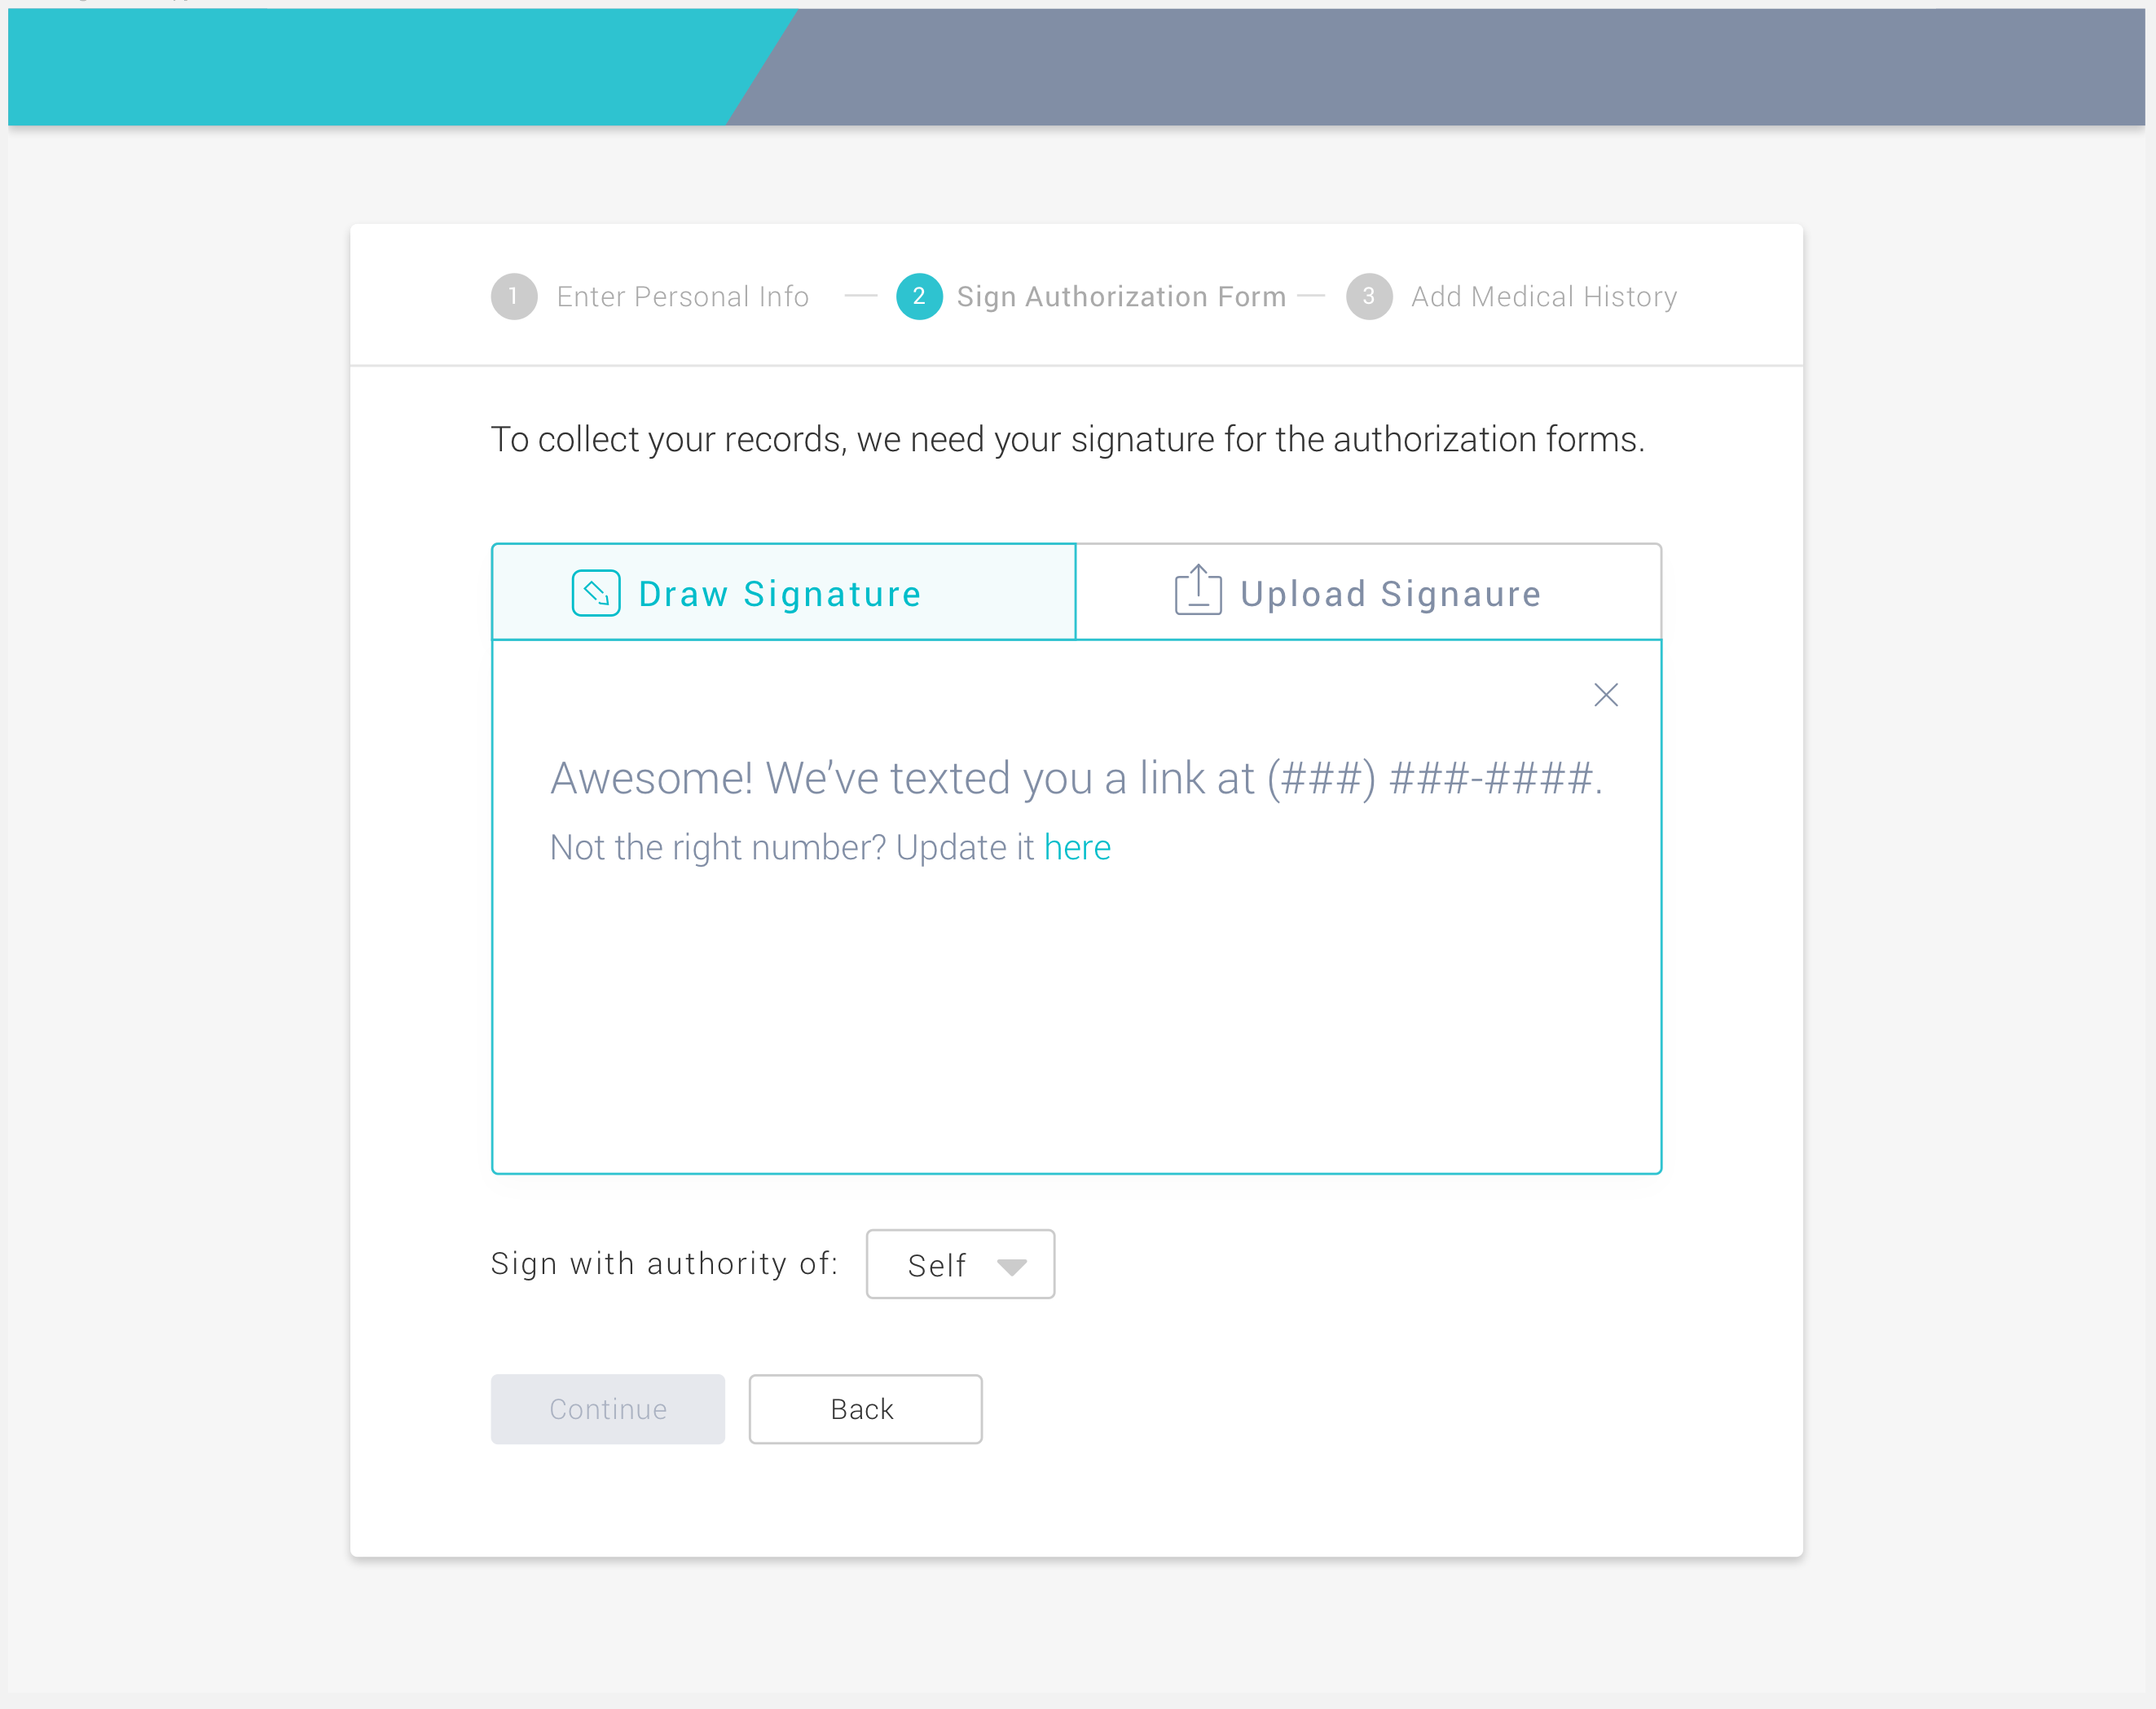 1 Enter Personal Info — 2 Sign Authorization Form — 3 Add Medical History
To collect your records, we need your signature for the authorization forms.
Draw Signature
Upload Signaure
Awesome! We’ve texted you a link at (###) ###-####.
Not the right number? Update it here
Sign with authority of: Self
Continue
Back